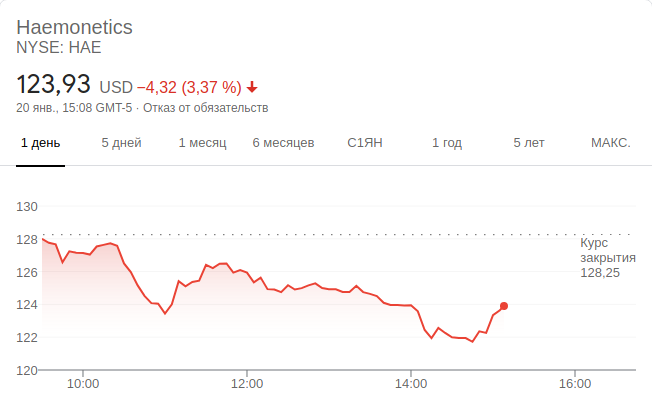 Haemonetics
NYSE: HAE
123,93 USD −4,32 (3,37 %)
20 янв., 15:08 GMT-5 · Отказ от обязательств
1 день 5 дней 1 месяц 6 месяцев С1ЯН 1 год 5 лет МАКС.
130
128
126
124
122
120
Курс
закрытия
128,25
10:00 12:00 14:00 16:00